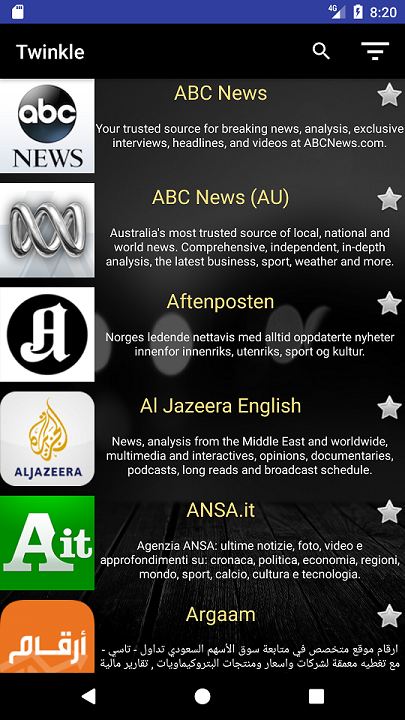 4G
8:20
Twinkle
abc
NEWS
ABC News
Your trusted source for breaking news, analysis, exclusive
interviews, headlines, and videos at ABCNews.com.
ABC News (AU)
Australia's most trusted source of local, national and
world news. Comprehensive, independent, in-depth
analysis, the latest business, sport, weather and more.
A
Aftenposten
Norges ledende nettavis med alltid oppdaterte nyheter
innenfor innenriks, utenriks, sport og kultur.
ALJAZEERA
Al Jazeera English
News, analysis from the Middle East and worldwide,
multimedia and interactives, opinions, documentaries,
podcasts, long reads and broadcast schedule.
Ait
ANSA.it
Agenzia ANSA: ultime notizie, foto, video e
approfondimenti su: cronaca, politica, economia, regioni,
mondo, sport, calcio, cultura e tecnologia.
أرقام
Argaam
ارقام موقع متخصص في متابعة سوق الأسهم السعودي تداول - تاسي -
مع تغطيه معمقة لشركات واسعار ومنتجات البتروكيماويات , تقارير مالية